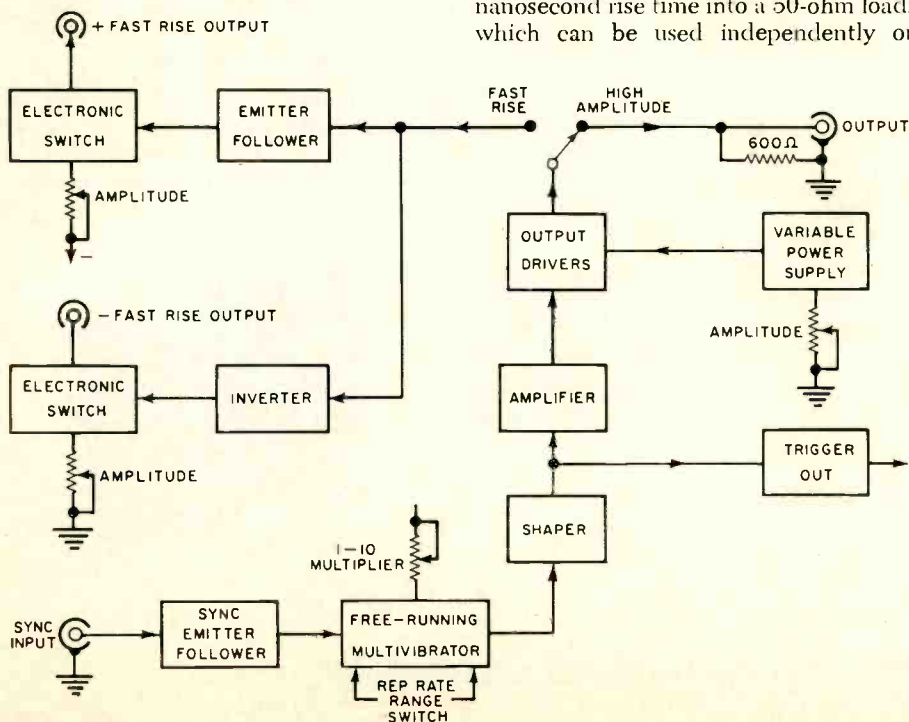 nanosecond rise time into a 50-ohm load,
which can be used independently or
+ FAST RISE OUTPUT
ELECTRONIC
SWITCH
EMITTER
FOLLOWER
FAST
RISE
HIGH
AMPLITUDE
OUTPUT
600Ω
AMPLITUDE
−
OUTPUT
DRIVERS
VARIABLE
POWER
SUPPLY
− FAST RISE OUTPUT
AMPLITUDE
ELECTRONIC
SWITCH
INVERTER
AMPLIFIER
AMPLITUDE
TRIGGER
OUT
SHAPER
1–10
MULTIPLIER
SYNC
INPUT
SYNC
EMITTER
FOLLOWER
FREE-RUNNING
MULTIVIBRATOR
REP RATE
RANGE
SWITCH